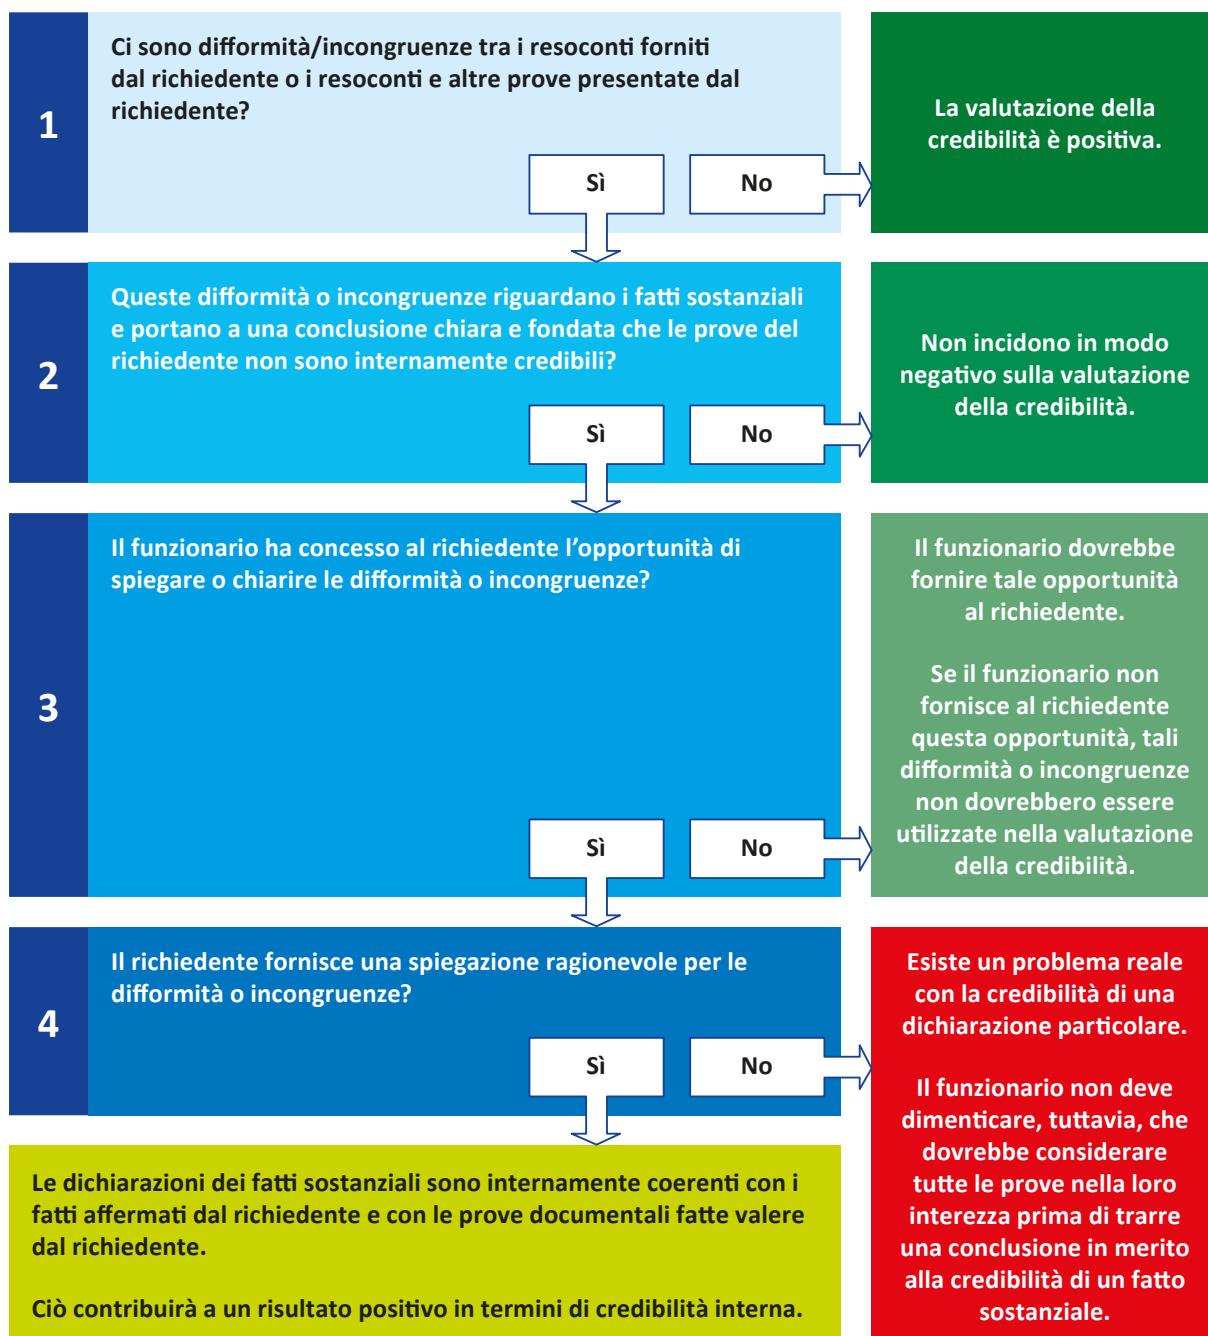 1
Ci sono difformità/incongruenze tra i resoconti forniti
dal richiedente o i resoconti e altre prove presentate dal
richiedente?
Sì
No
La valutazione della
credibilità è positiva.
2
Queste difformità o incongruenze riguardano i fatti sostanziali
e portano a una conclusione chiara e fondata che le prove del
richiedente non sono internamente credibili?
Sì
No
Non incidono in modo
negativo sulla valutazione
della credibilità.
3
Il funzionario ha concesso al richiedente l’opportunità di
spiegare o chiarire le difformità o incongruenze?
Sì
No
Il funzionario dovrebbe
fornire tale opportunità
al richiedente.
Se il funzionario non
fornisce al richiedente
questa opportunità, tali
difformità o incongruenze
non dovrebbero essere
utilizzate nella valutazione
della credibilità.
4
Il richiedente fornisce una spiegazione ragionevole per le
difformità o incongruenze?
Sì
No
Esiste un problema reale
con la credibilità di una
dichiarazione particolare.
Il funzionario non deve
dimenticare, tuttavia, che
dovrebbe considerare
tutte le prove nella loro
interezza prima di trarre
una conclusione in merito
alla credibilità di un fatto
sostanziale.
Le dichiarazioni dei fatti sostanziali sono internamente coerenti con i
fatti affermati dal richiedente e con le prove documentali fatte valere
dal richiedente.
Ciò contribuirà a un risultato positivo in termini di credibilità interna.